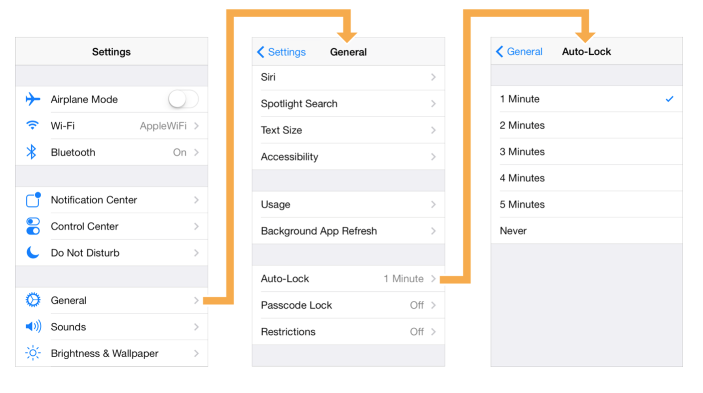 Settings
Airplane Mode
Wi-Fi AppleWiFi
Bluetooth On
Notification Center
Control Center
Do Not Disturb
General
Sounds
Brightness & Wallpaper
Settings General
Siri
Spotlight Search
Text Size
Accessibility
Usage
Background App Refresh
Auto-Lock 1 Minute
Passcode Lock Off
Restrictions Off
General Auto-Lock
1 Minute
2 Minutes
3 Minutes
4 Minutes
5 Minutes
Never